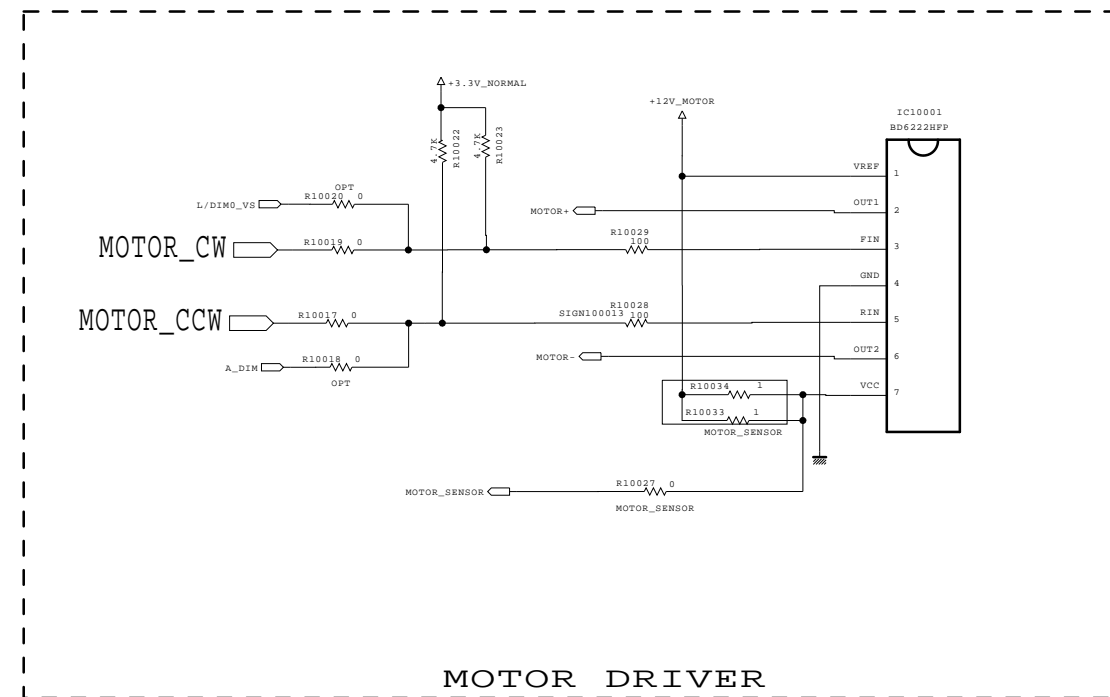 +3.3V_NORMAL
+12V_MOTOR
IC10001
BD6222HFP
4.7K
R10022
4.7K
R10023
VREF
1
OPT
R10020 0
L/DIM0_VS
OUT1
2
MOTOR+
R10029
100
MOTOR_CW
R10019 0
FIN
3
GND
4
R10028
SIGN100013 100
MOTOR_CCW
R10017 0
RIN
5
OUT2
6
MOTOR-
A_DIM
R10018 0
OPT
VCC
7
R10034 1
R10033 1
MOTOR_SENSOR
R10027 0
MOTOR_SENSOR
MOTOR_SENSOR
MOTOR DRIVER